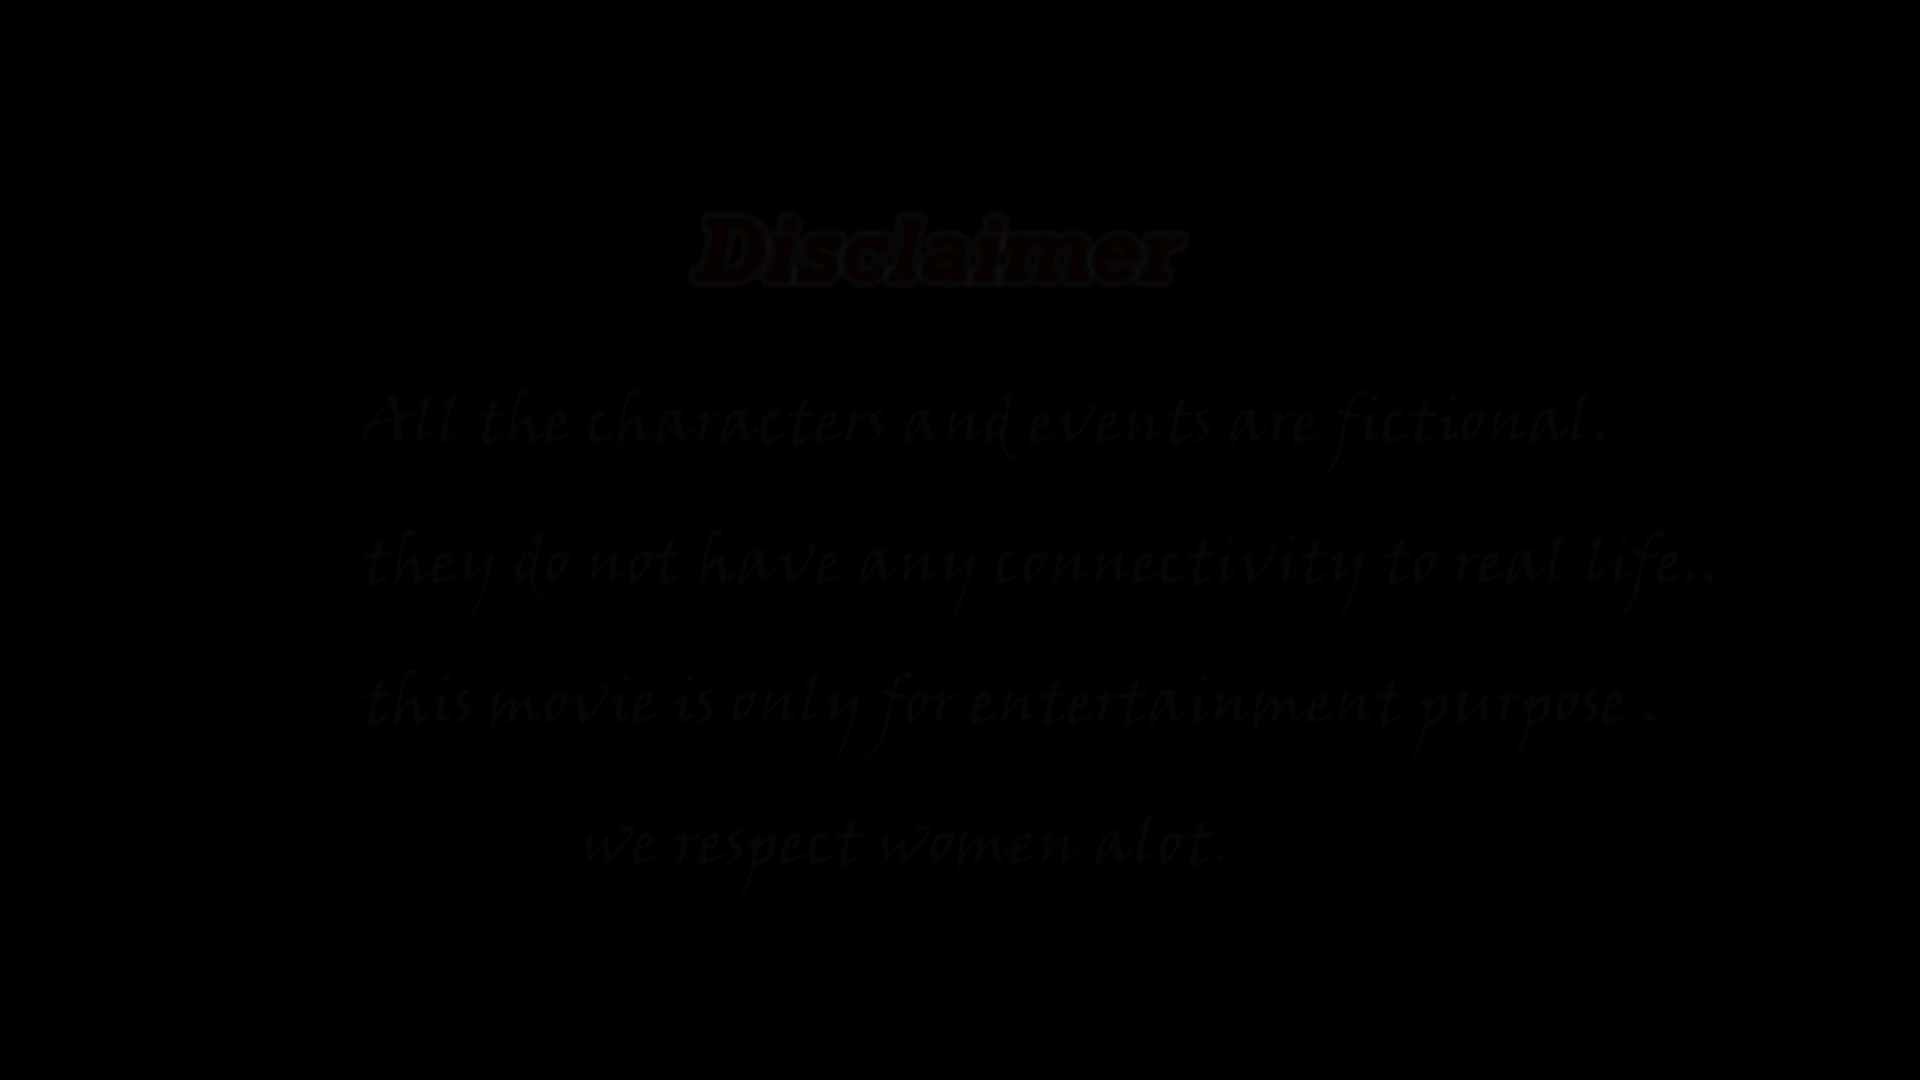 Disclaimer
All the characters and events are fictional.
they do not have any connectivity to real life..
this movie is only for entertainment purpose .
we respect women alot.